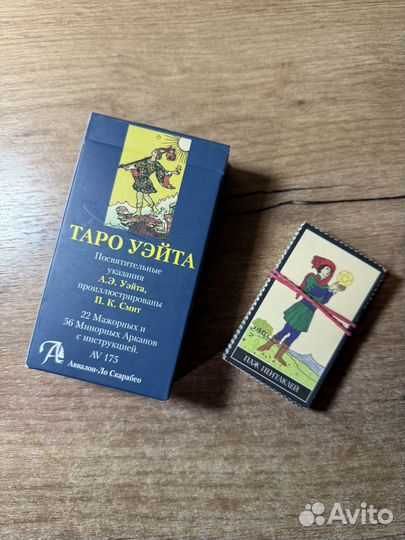 ТАРО УЭЙТА
Посвятительные
указания
А.Э. Уэйта,
проиллюстрированы
П. К. Смит
22 Мажорных и
56 Минорных Арканов
с инструкцией.
AV 175
Аввалон-Ло Скарабео
ПАЖ ПЕНТАКЛЕЙ
Avito